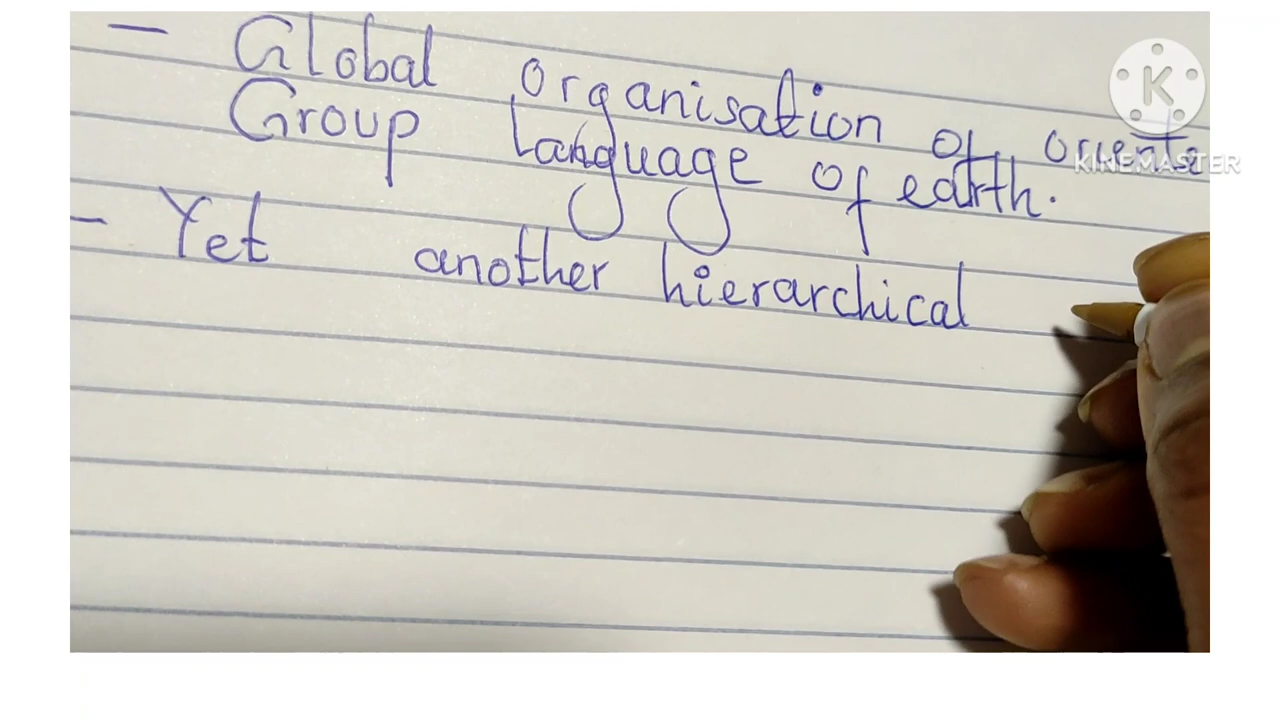 - Global organisation of oriente
Group language of earth.
- Yet another hierarchical
K
KINEMASTER